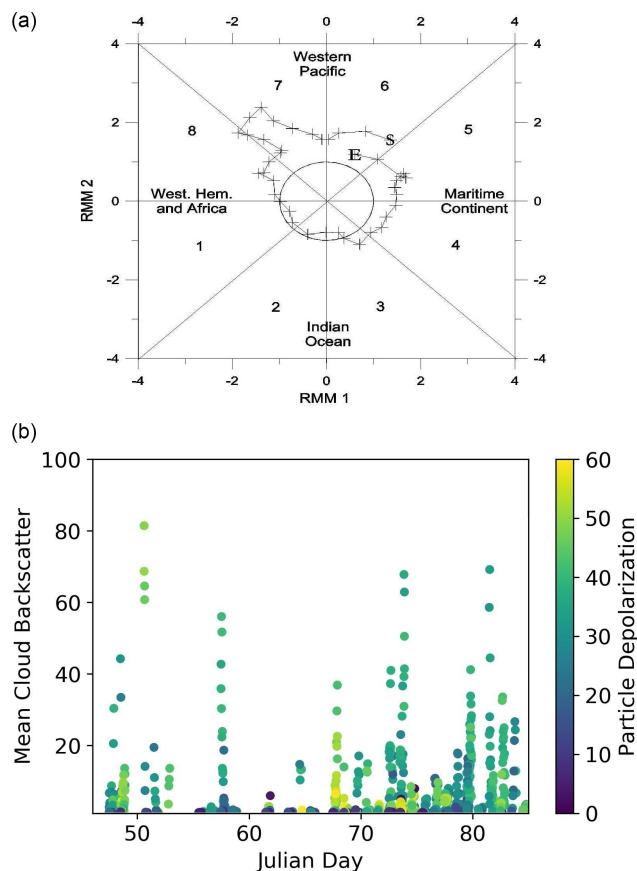 (a)
-4 -2 0 2 4
4 Western 4
Pacific
7 6
2 8 S 5 2
E
RMM 2
0 West. Hem. Maritime 0
and Africa Continent
1 4
-2 2 3 -2
Indian
Ocean
-4 -4
-4 -2 0 2 4
RMM 1
(b)
100 60
80 50
Mean Cloud Backscatter
60 40
Particle Depolarization
40 30
20
20 10
0
50 60 70 80
Julian Day